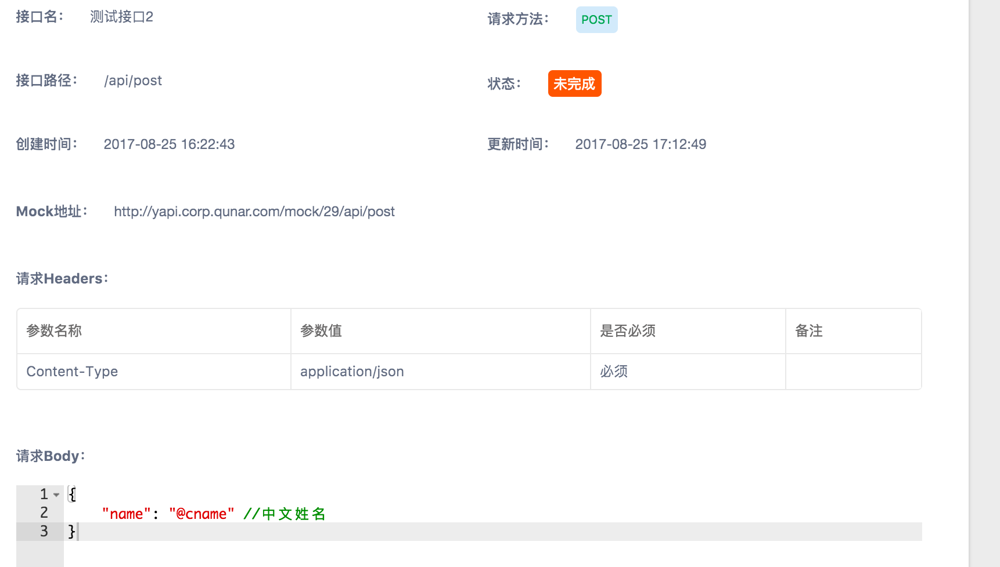 接口名： 测试接口2 请求方法： POST
接口路径： /api/post 状态： 未完成
创建时间： 2017-08-25 16:22:43 更新时间： 2017-08-25 17:12:49
Mock地址： http://yapi.corp.qunar.com/mock/29/api/post
请求Headers：
参数名称 参数值 是否必须 备注
Content-Type application/json 必须
请求Body：
1 {
2 "name": "@cname" //中文姓名
3 }